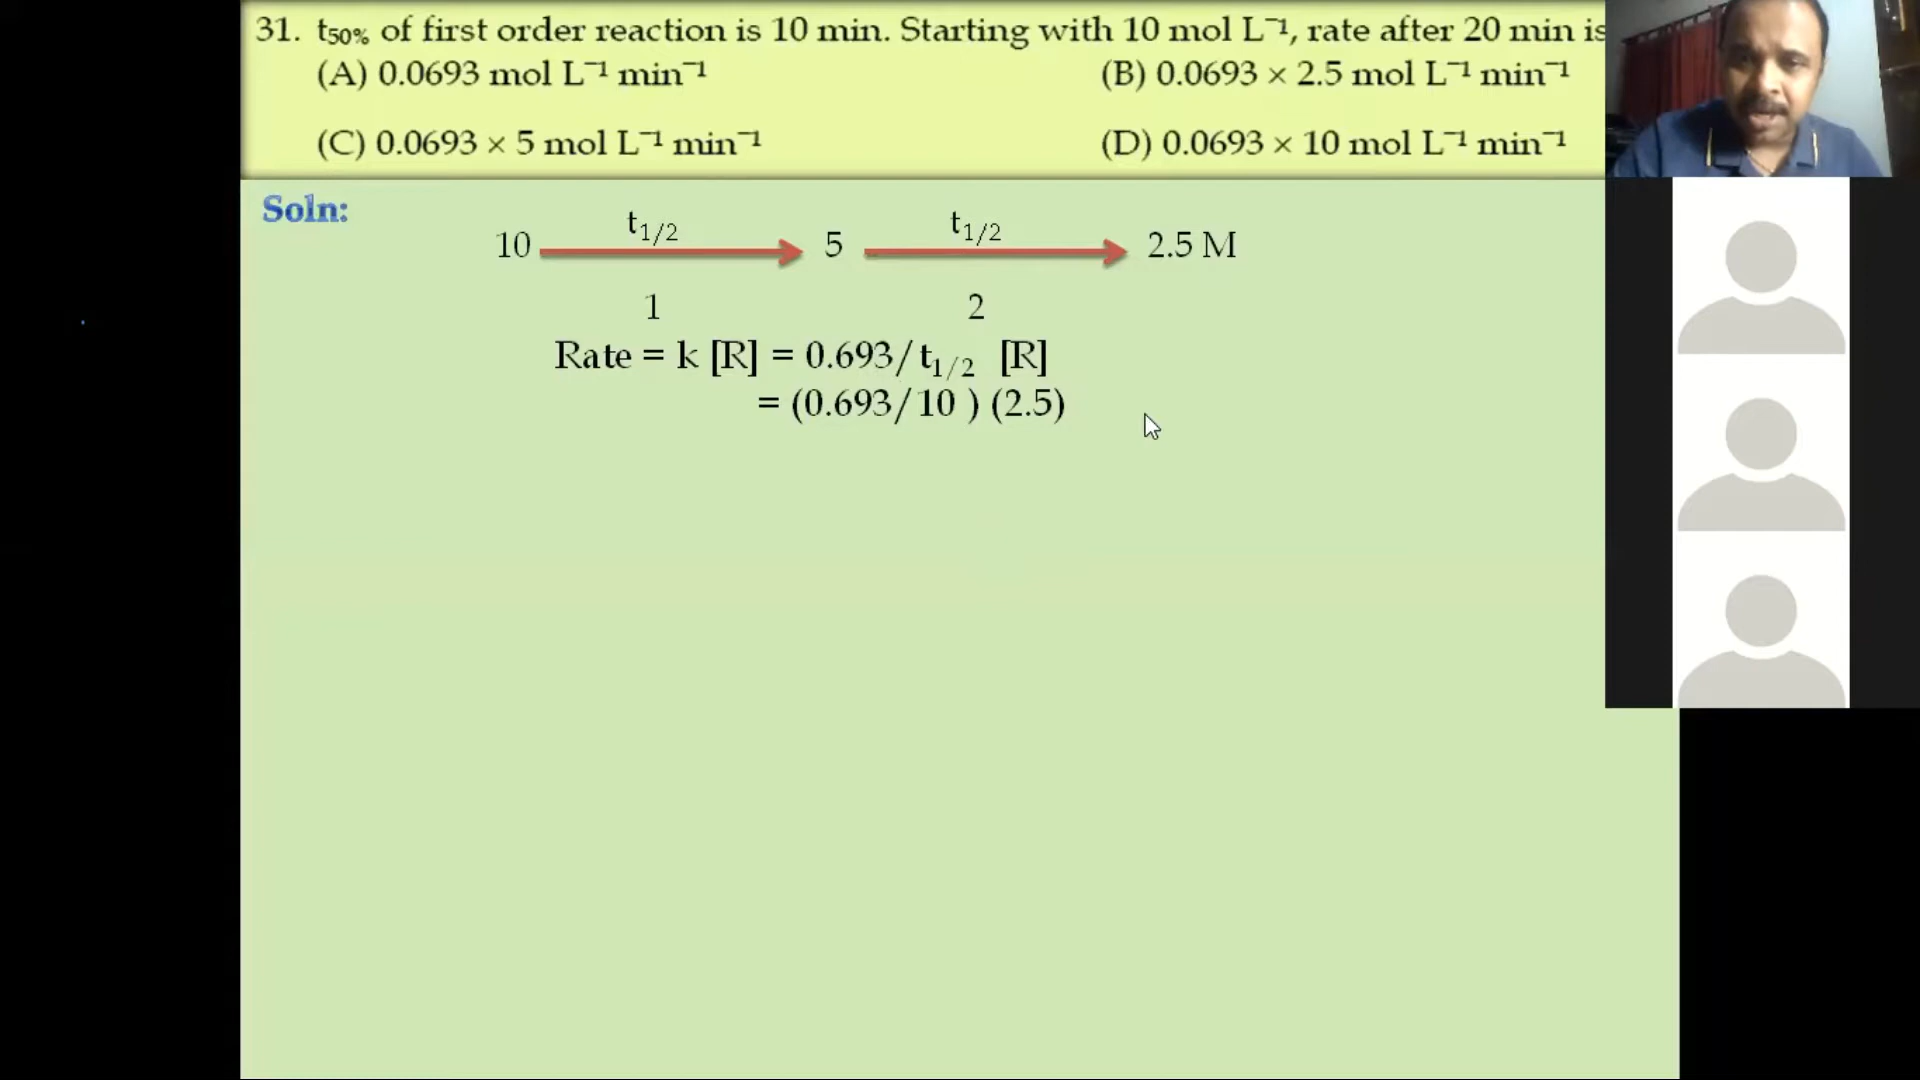 31. t50% of first order reaction is 10 min. Starting with 10 mol L⁻¹, rate after 20 min is
(A) 0.0693 mol L⁻¹ min⁻¹ (B) 0.0693 × 2.5 mol L⁻¹ min⁻¹
(C) 0.0693 × 5 mol L⁻¹ min⁻¹ (D) 0.0693 × 10 mol L⁻¹ min⁻¹
Soln:
t1/2 t1/2
10 5 2.5 M
1 2
Rate = k [R] = 0.693/t1/2 [R]
= (0.693/10 ) (2.5)